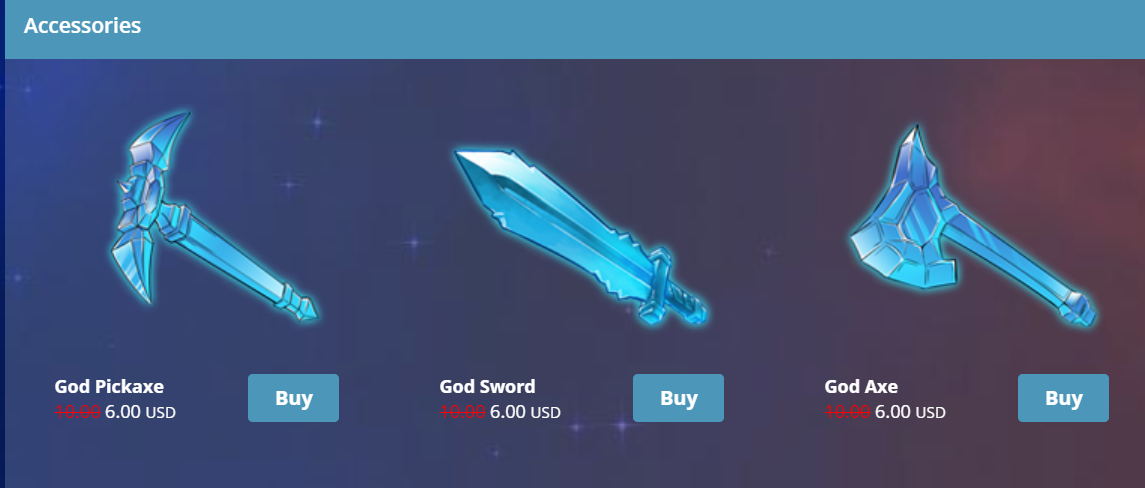 Accessories
God Pickaxe
10.00 6.00 USD
Buy
God Sword
10.00 6.00 USD
Buy
God Axe
10.00 6.00 USD
Buy